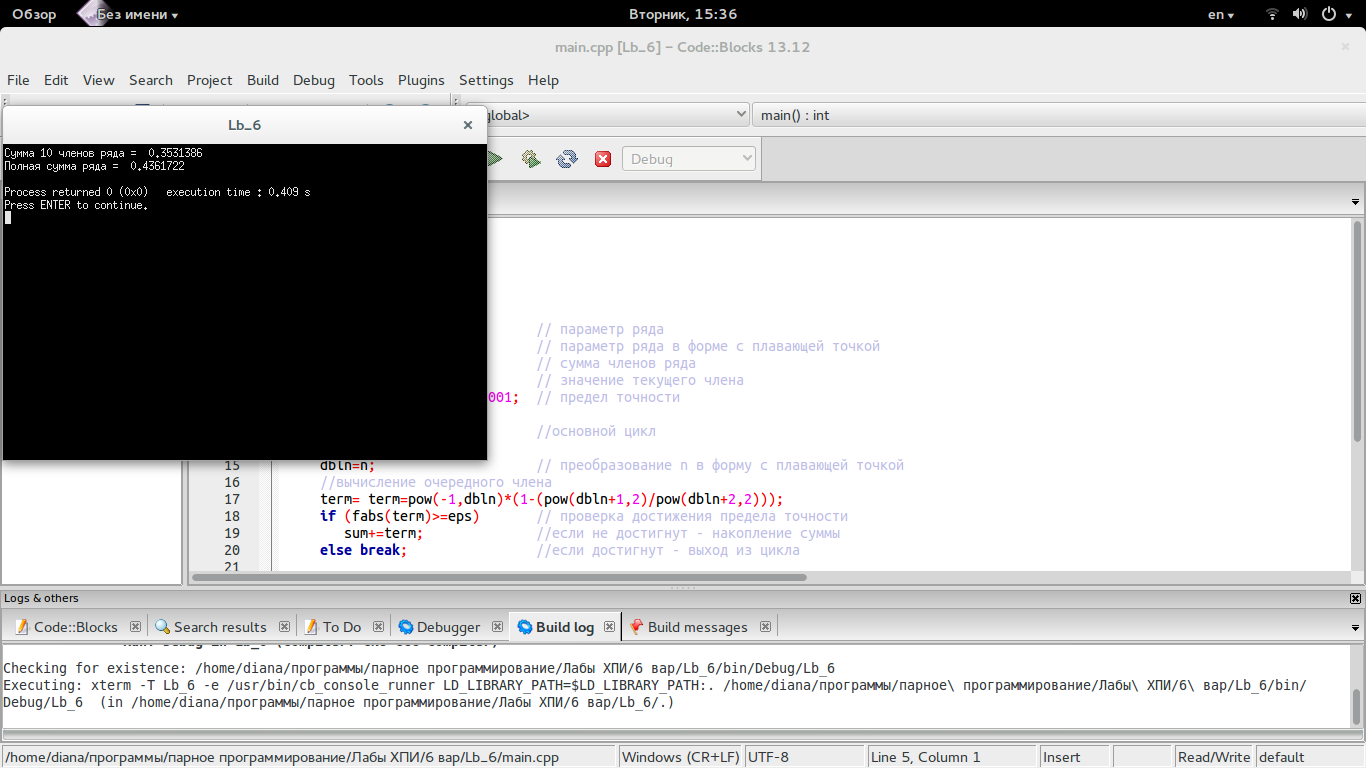 Обзор Без имени Вторник, 15:36 en
main.cpp [Lb_6] - Code::Blocks 13.12
File Edit View Search Project Build Debug Tools Plugins Settings Help
Lb_6
global> main() : int
Сумма 10 членов ряда = 0.3531386
Полная сумма ряда = 0.4361722
Process returned 0 (0x0) execution time : 0.409 s
Press ENTER to continue.
Debug
// параметр ряда
// параметр ряда в форме с плавающей точкой
// сумма членов ряда
// значение текущего члена
001; // предел точности
//основной цикл
15 dbln=n; // преобразование n в форму с плавающей точкой
16 //вычисление очередного члена
17 term= term=pow(-1,dbln)*(1-(pow(dbln+1,2)/pow(dbln+2,2)));
18 if (fabs(term)>=eps) // проверка достижения предела точности
19 sum+=term; //если не достигнут - накопление суммы
20 else break; //если достигнут - выход из цикла
21
Logs & others
Code::Blocks Search results To Do Debugger Build log Build messages
Checking for existence: /home/diana/программы/парное программирование/Лабы ХПИ/6 вар/Lb_6/bin/Debug/Lb_6
Executing: xterm -T Lb_6 -e /usr/bin/cb_console_runner LD_LIBRARY_PATH=$LD_LIBRARY_PATH:. /home/diana/программы/парное\ программирование/Лабы\ ХПИ/6\ вар/Lb_6/bin/
Debug/Lb_6 (in /home/diana/программы/парное программирование/Лабы ХПИ/6 вар/Lb_6/.)
/home/diana/программы/парное программирование/Лабы ХПИ/6 вар/Lb_6/main.cpp Windows (CR+LF) UTF-8 Line 5, Column 1 Insert Read/Write default